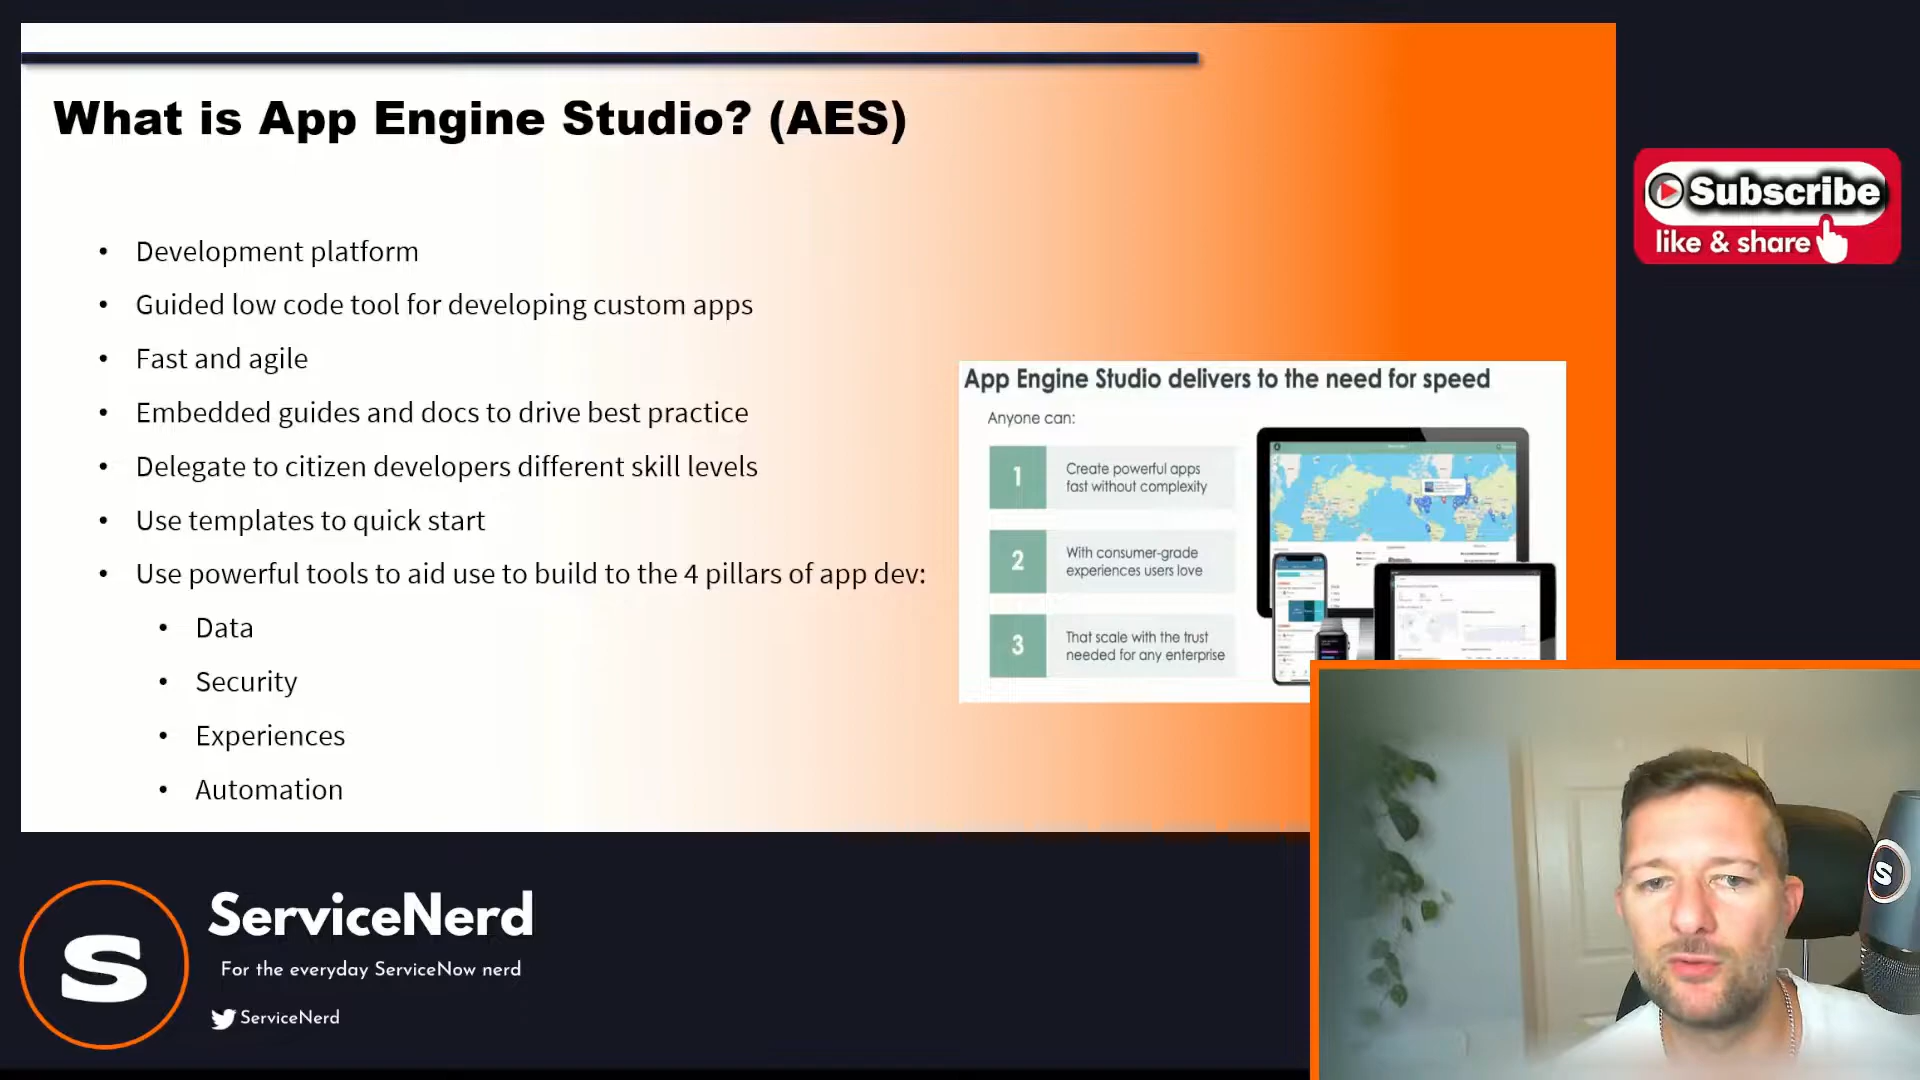 What is App Engine Studio? (AES)
• Development platform
• Guided low code tool for developing custom apps
• Fast and agile
• Embedded guides and docs to drive best practice
• Delegate to citizen developers different skill levels
• Use templates to quick start
• Use powerful tools to aid use to build to the 4 pillars of app dev:
• Data
• Security
• Experiences
• Automation
App Engine Studio delivers to the need for speed
Anyone can:
1
Create powerful apps
fast without complexity
2
With consumer-grade
experiences users love
3
That scale with the trust
needed for any enterprise
Subscribe
like & share
S
ServiceNerd
For the everyday ServiceNow nerd
ServiceNerd
S